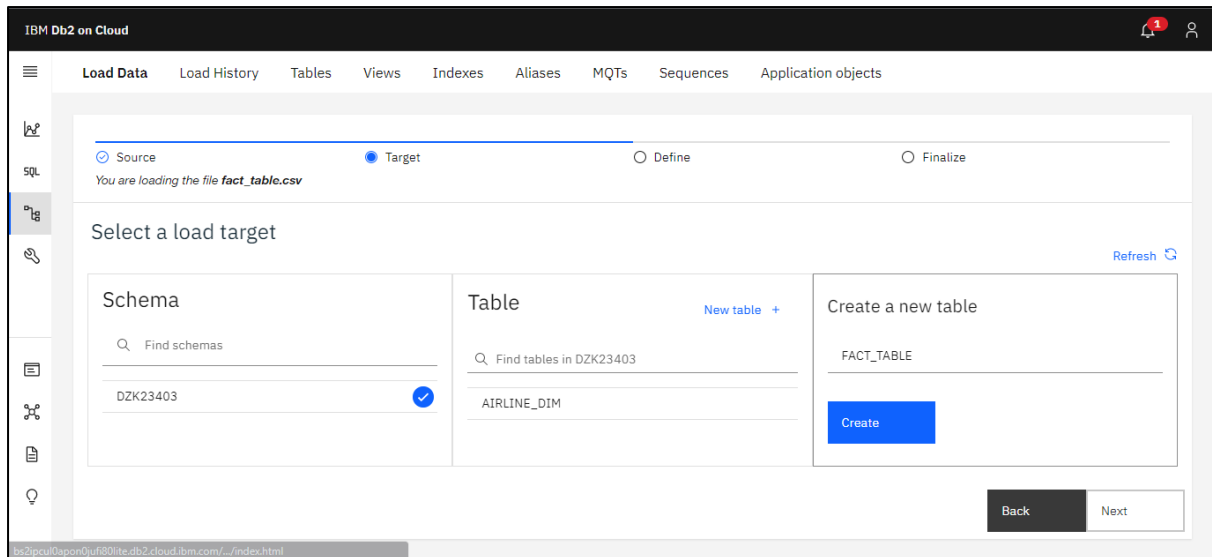 IBM Db2 on Cloud
1
Load Data Load History Tables Views Indexes Aliases MQTs Sequences Application objects
Source Target Define Finalize
You are loading the file fact_table.csv
SQL
Select a load target
Refresh
Schema
Find schemas
DZK23403
Table
New table +
Find tables in DZK23403
AIRLINE_DIM
Create a new table
FACT_TABLE
Create
Back Next
bs2ipcul0apon0jufi80lite.db2.cloud.ibm.com/.../index.html